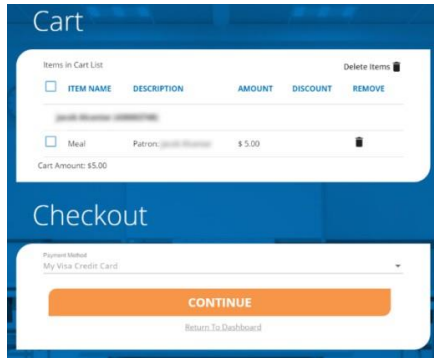 Cart
Items in Cart List Delete Items
ITEM NAME DESCRIPTION AMOUNT DISCOUNT REMOVE
Meal Patron: $ 5.00
Cart Amount: $5.00
Checkout
Payment Method
My Visa Credit Card
CONTINUE
Return To Dashboard